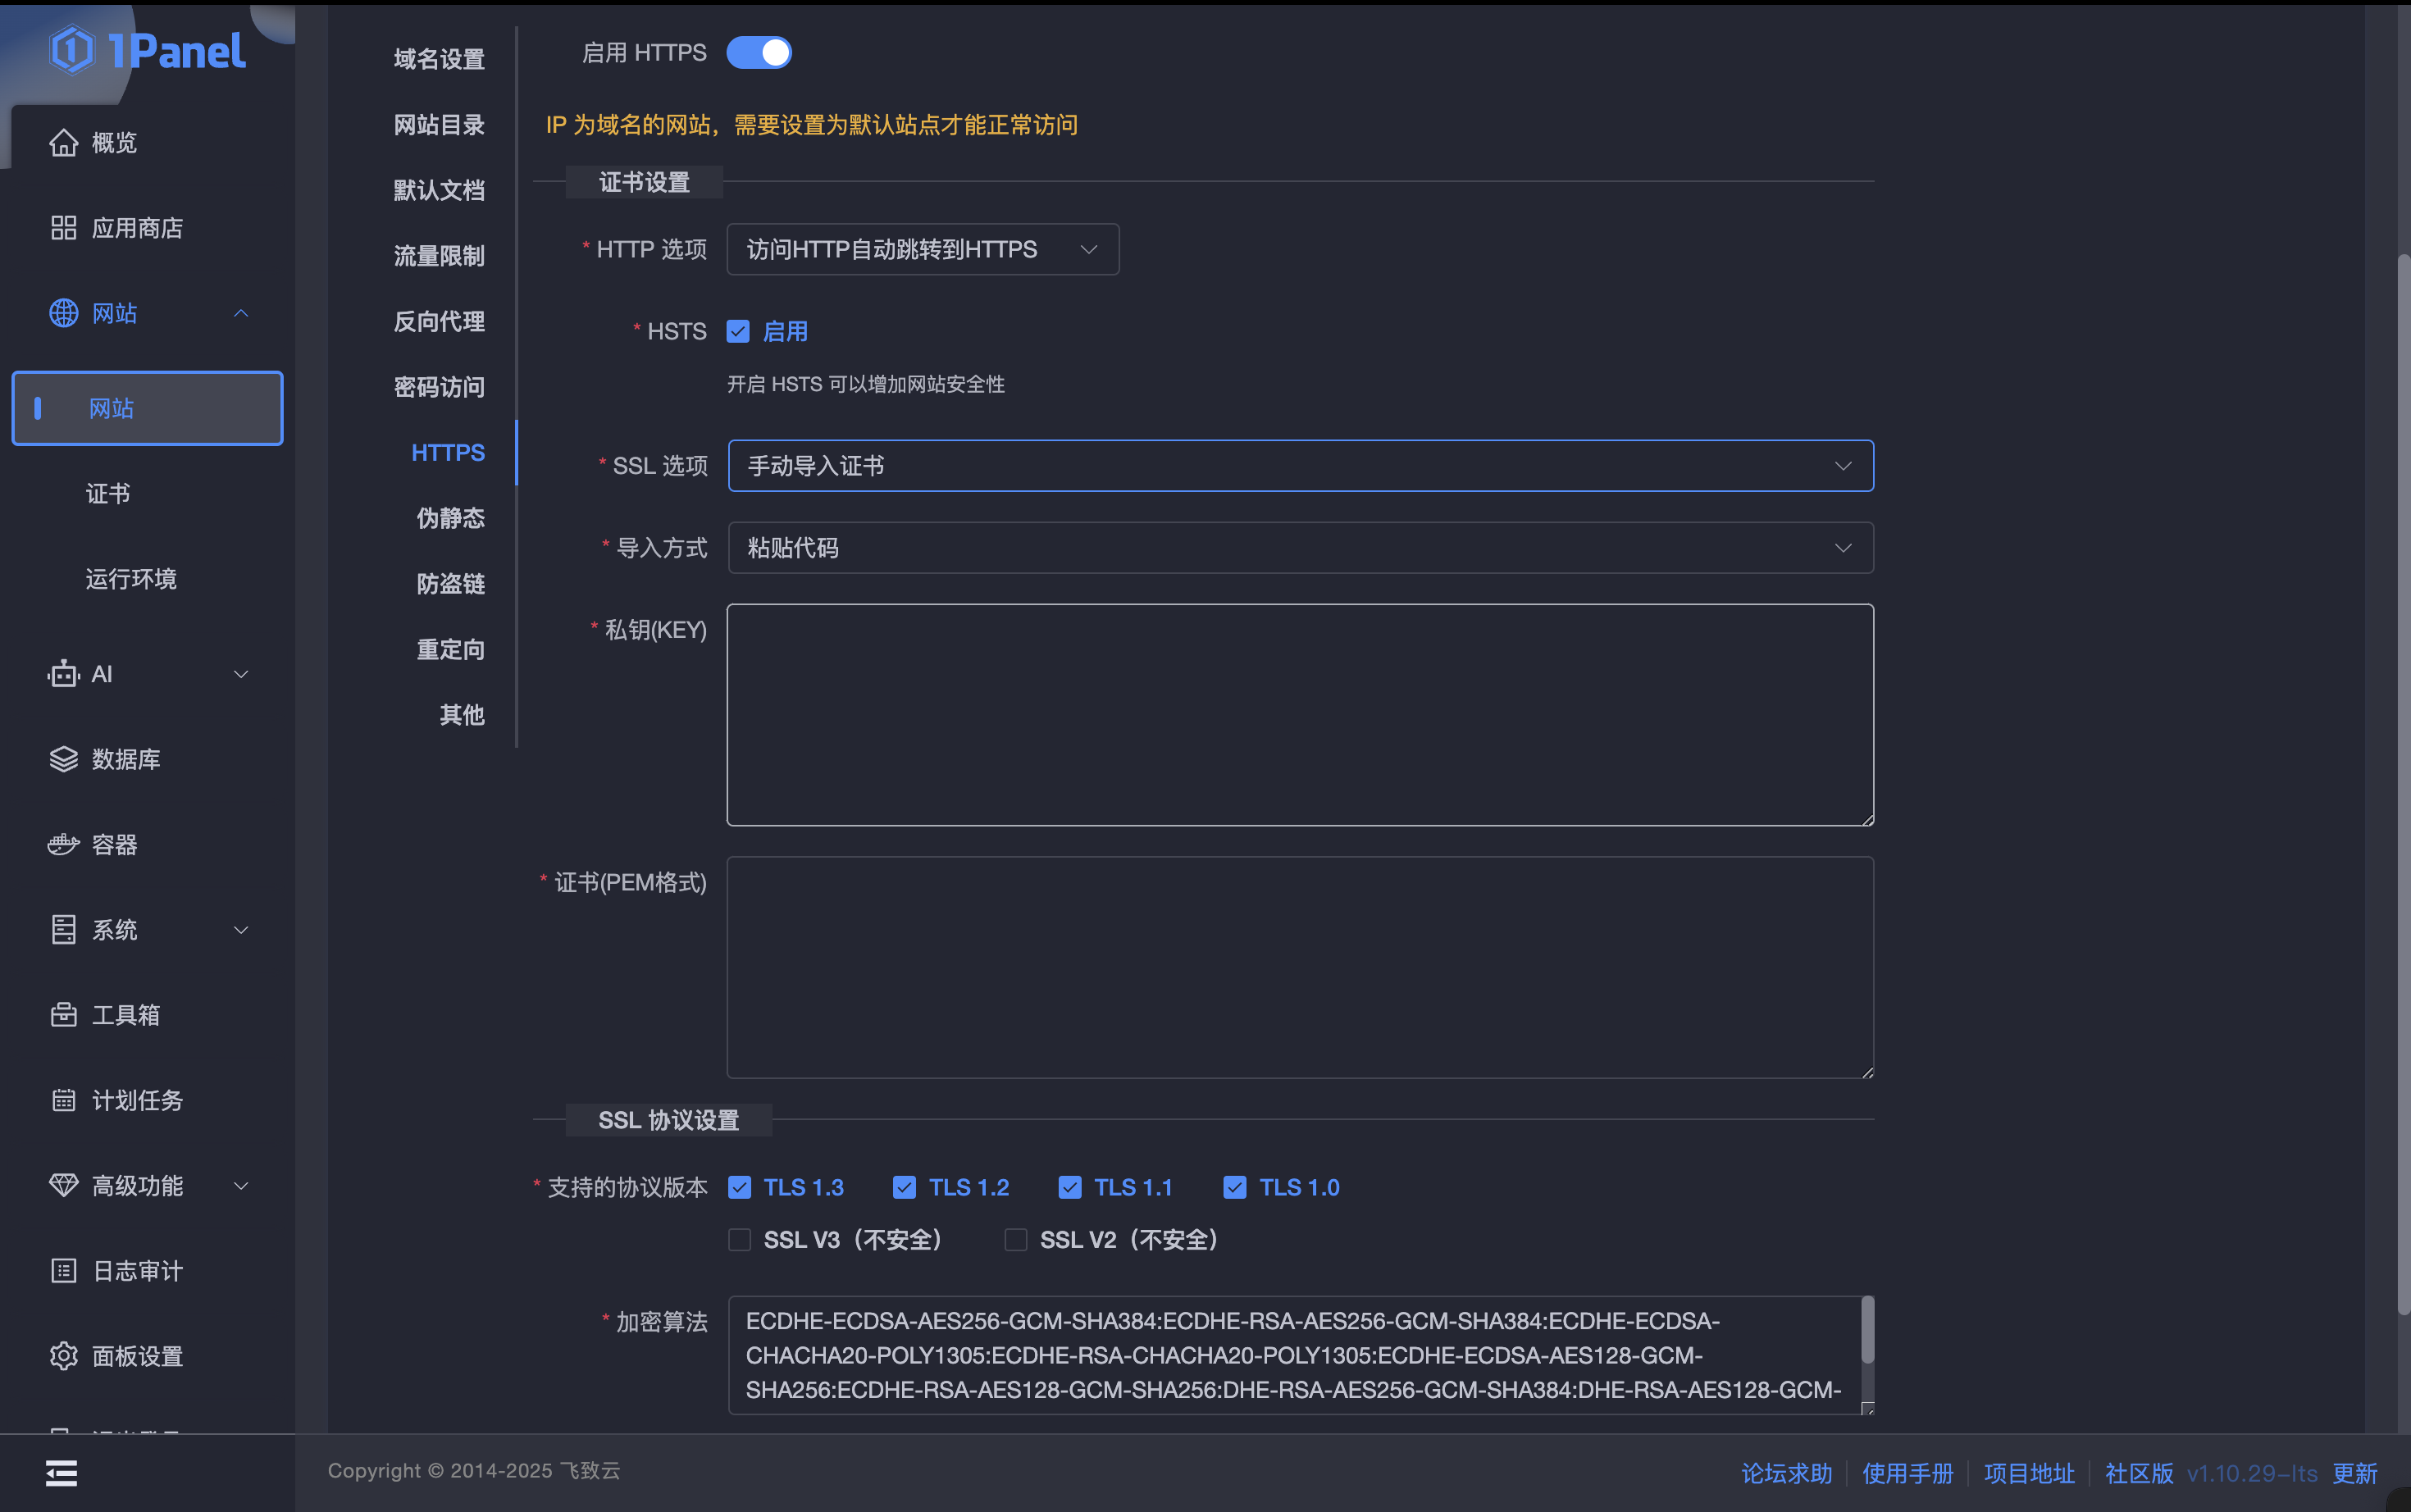 1Panel
概览
应用商店
网站
网站
证书
运行环境
AI
数据库
容器
系统
工具箱
计划任务
高级功能
日志审计
面板设置
域名设置
网站目录
默认文档
流量限制
反向代理
密码访问
HTTPS
伪静态
防盗链
重定向
其他
启用 HTTPS
IP 为域名的网站，需要设置为默认站点才能正常访问
证书设置
* HTTP 选项 访问HTTP自动跳转到HTTPS
* HSTS 启用
开启 HSTS 可以增加网站安全性
* SSL 选项 手动导入证书
* 导入方式 粘贴代码
* 私钥(KEY)
* 证书(PEM格式)
SSL 协议设置
* 支持的协议版本 TLS 1.3 TLS 1.2 TLS 1.1 TLS 1.0
SSL V3（不安全） SSL V2（不安全）
* 加密算法 ECDHE-ECDSA-AES256-GCM-SHA384:ECDHE-RSA-AES256-GCM-SHA384:ECDHE-ECDSA-
CHACHA20-POLY1305:ECDHE-RSA-CHACHA20-POLY1305:ECDHE-ECDSA-AES128-GCM-
SHA256:ECDHE-RSA-AES128-GCM-SHA256:DHE-RSA-AES256-GCM-SHA384:DHE-RSA-AES128-GCM-
Copyright © 2014-2025 飞致云
论坛求助 使用手册 项目地址 社区版 v1.10.29-lts 更新